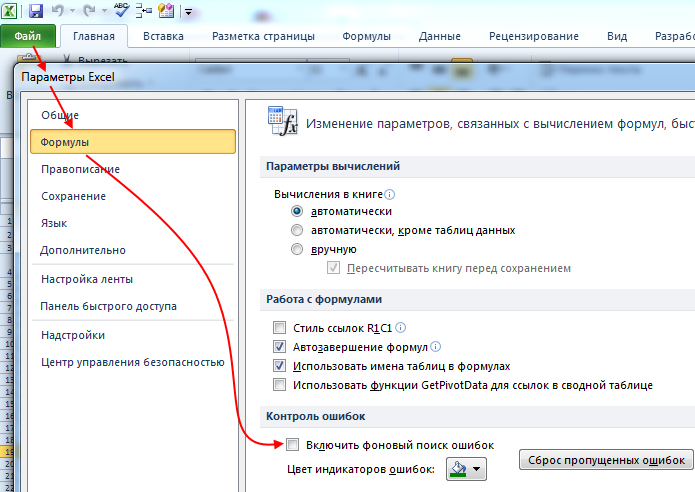 Файл Главная Вставка Разметка страницы Формулы Данные Рецензирование Вид Разрабо
Вырезать
Параметры Excel
Общие
Формулы
Правописание
Сохранение
Язык
Дополнительно
Настройка ленты
Панель быстрого доступа
Надстройки
Центр управления безопасностью
Изменение параметров, связанных с вычислением формул, быст
Параметры вычислений
Вычисления в книге
автоматически
автоматически, кроме таблиц данных
вручную
Пересчитывать книгу перед сохранением
Работа с формулами
Стиль ссылок R1C1
Автозавершение формул
Использовать имена таблиц в формулах
Использовать функции GetPivotData для ссылок в сводной таблице
Контроль ошибок
Включить фоновый поиск ошибок
Цвет индикаторов ошибок:
Сброс пропущенных ошибок